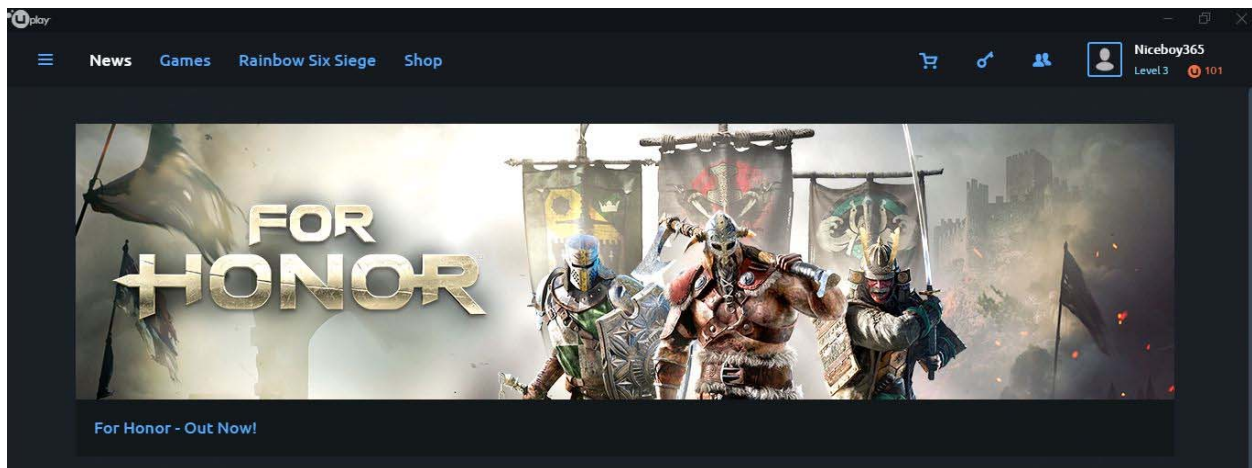 Uplay
News Games Rainbow Six Siege Shop
Niceboy365
Level 3 101
FOR
HONOR
For Honor - Out Now!